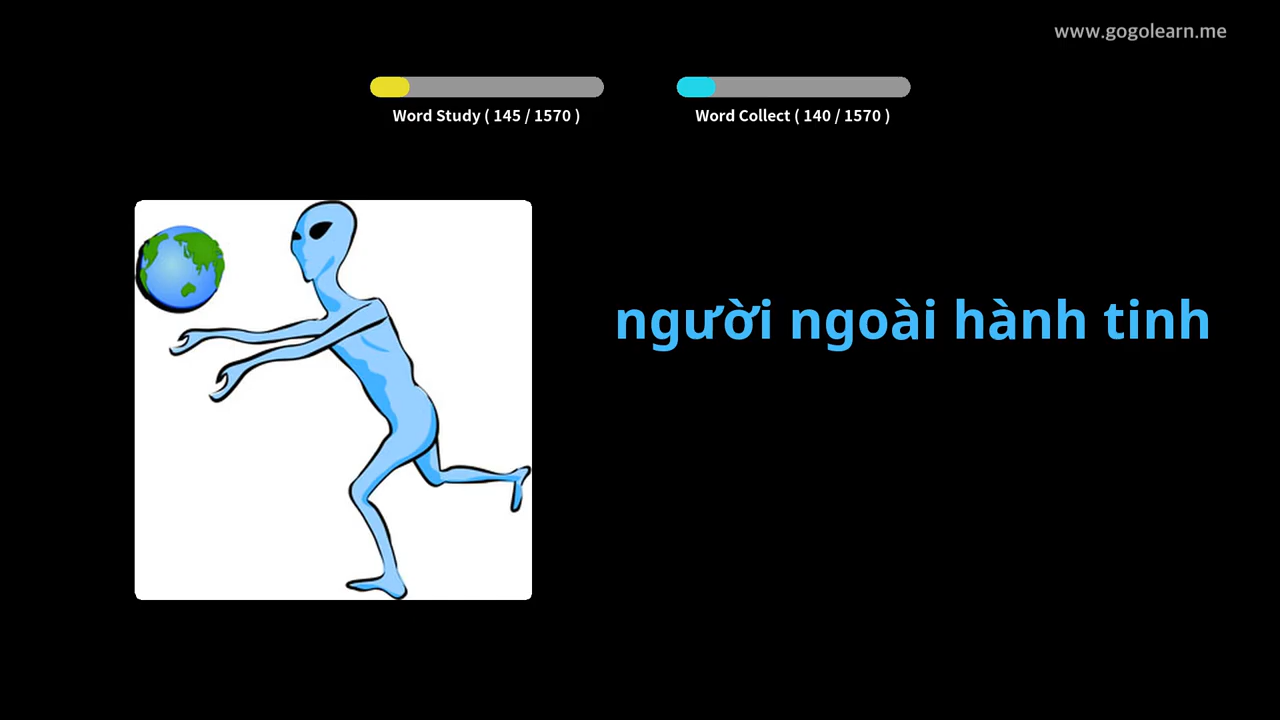 www.gogolearn.me
Word Study ( 145 / 1570 )
Word Collect ( 140 / 1570 )
người ngoài hành tinh